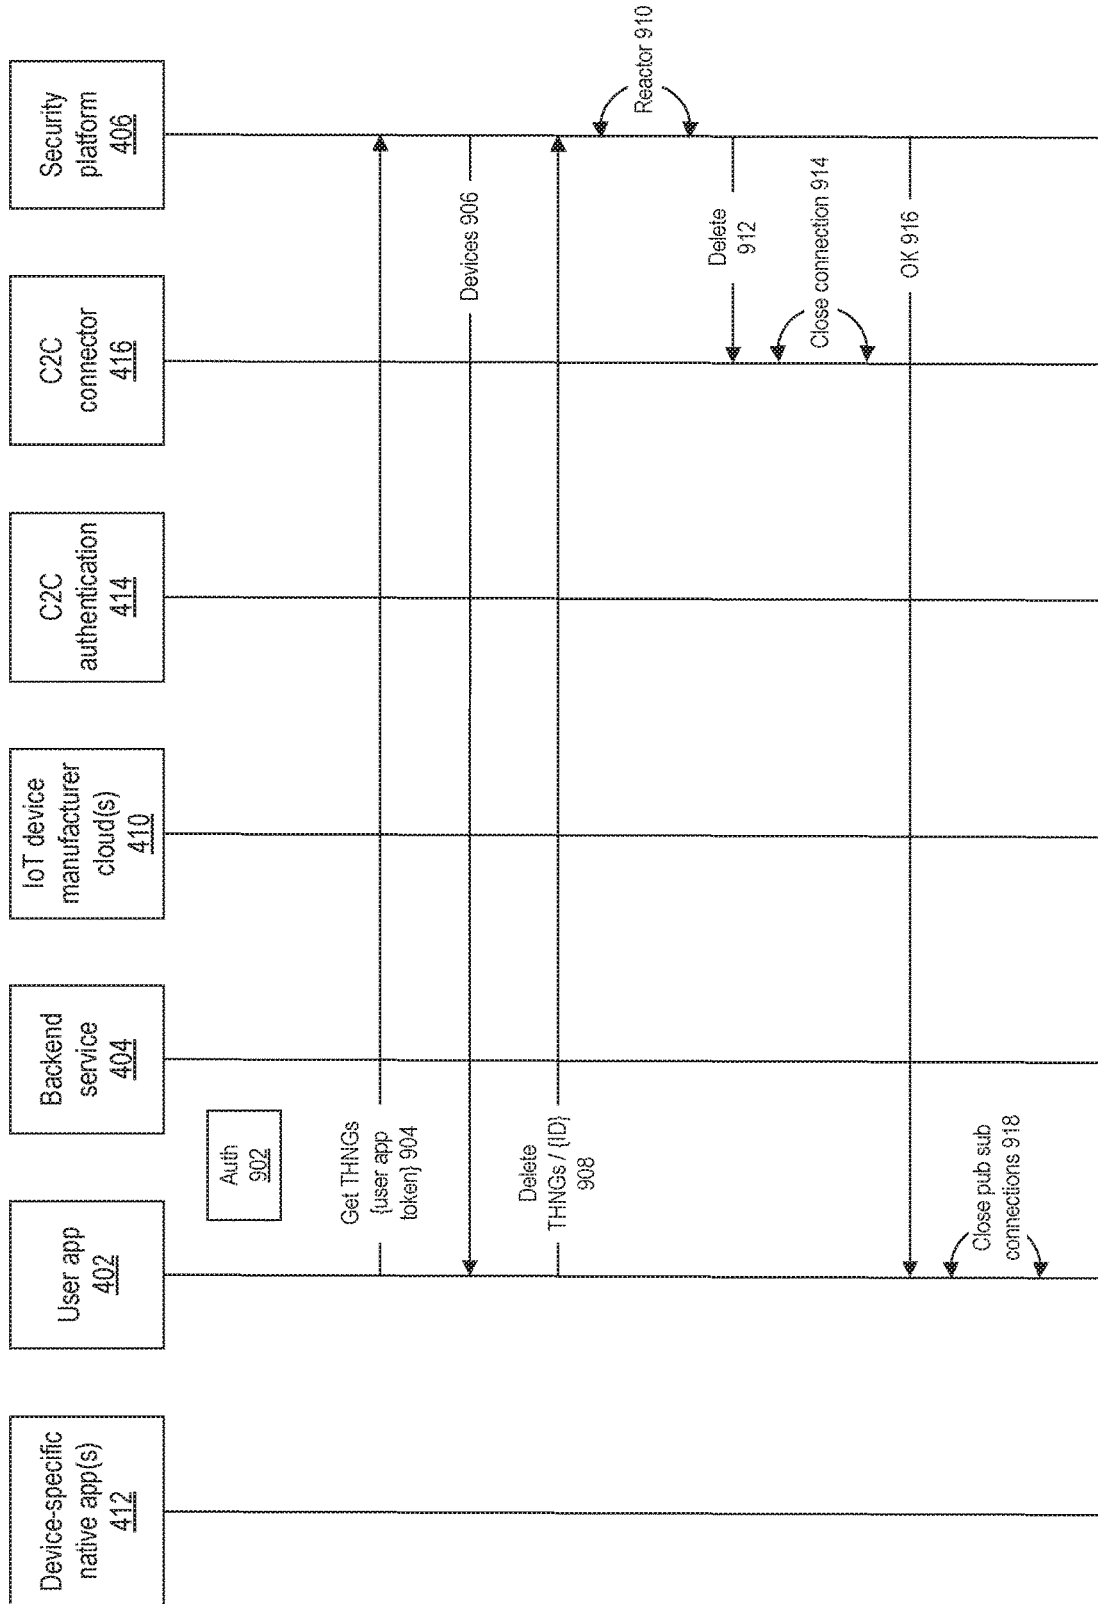 Device-specific
native app(s)
412
User app
402
Backend
service
404
IoT device
manufacturer
cloud(s)
410
C2C
authentication
414
C2C
connector
416
Security
platform
406
Auth
902
Get THNGs
{user app
token} 904
Devices 906
Delete
THNGs / {ID}
908
Reactor 910
Delete
912
Close connection 914
OK 916
Close pub sub
connections 918